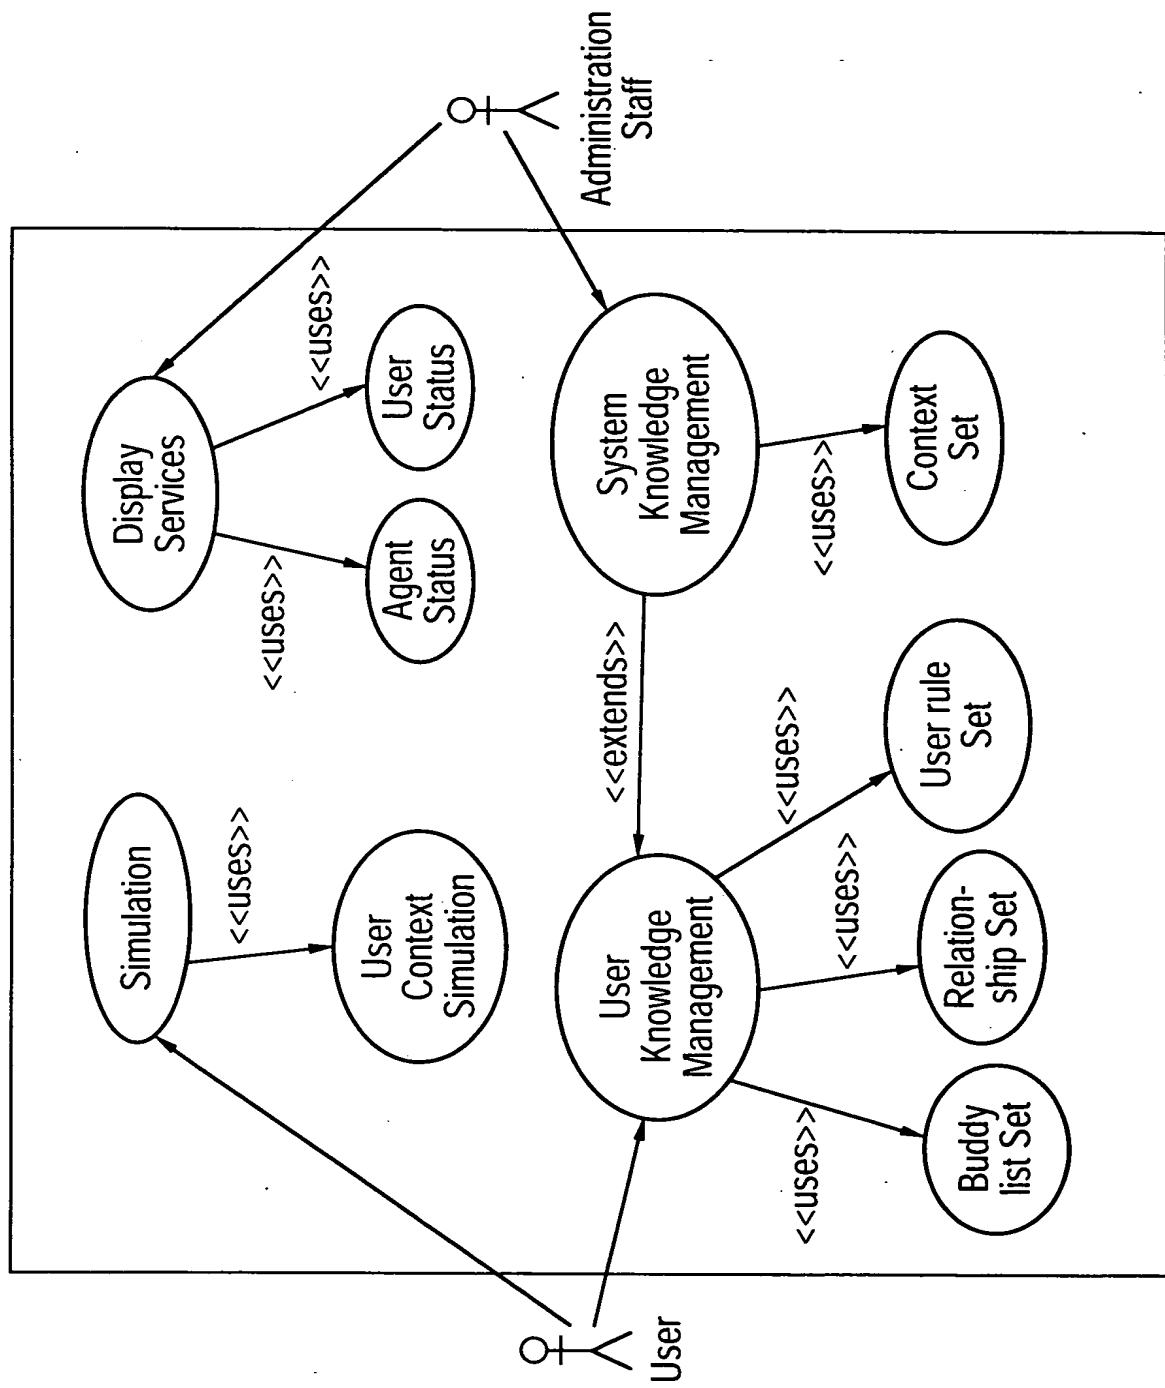 Simulation
<<uses>>
User
Context
Simulation
Display
Services
<<uses>>
<<uses>>
Agent
Status
User
Status
User
Administration
Staff
User
Knowledge
Management
<<extends>>
System
Knowledge
Management
<<uses>>
<<uses>>
<<uses>>
<<uses>>
Buddy
list Set
Relation-
ship Set
User rule
Set
Context
Set